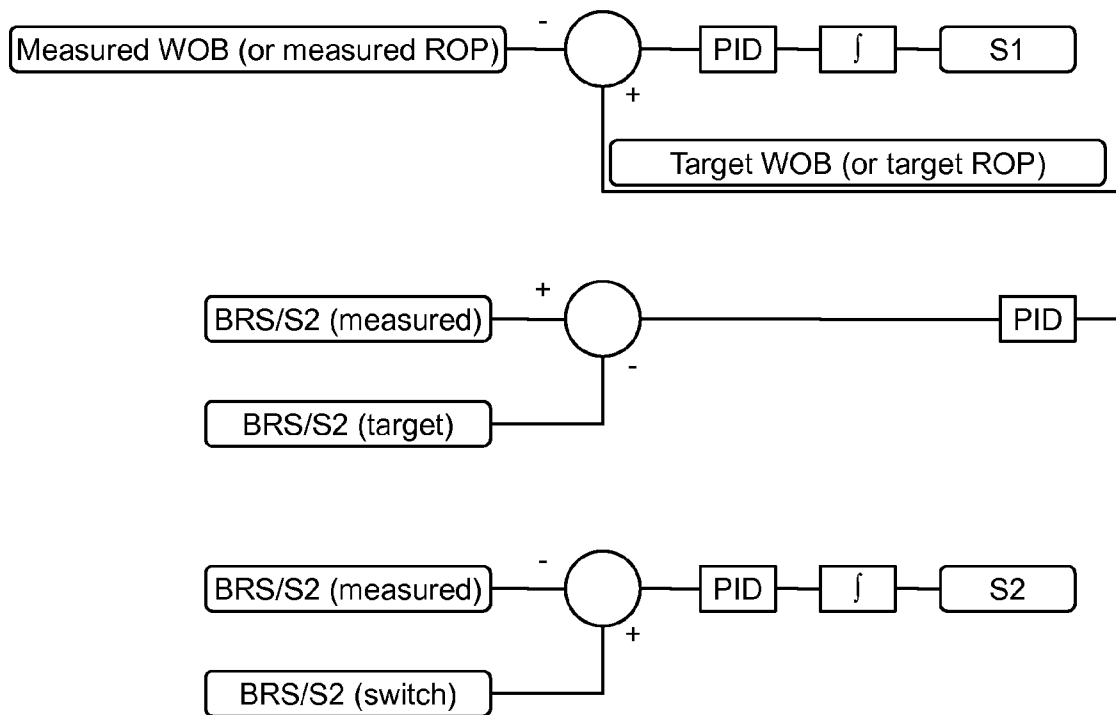 -
Measured WOB (or measured ROP)
PID
∫
S1
+
Target WOB (or target ROP)
+
BRS/S2 (measured)
PID
-
BRS/S2 (target)
-
BRS/S2 (measured)
PID
∫
S2
+
BRS/S2 (switch)